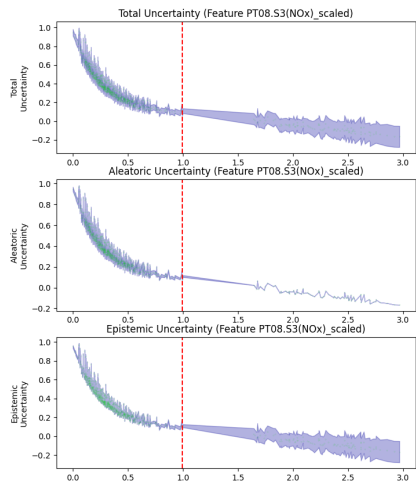 Total Uncertainty (Feature PT08.S3(NOx)_scaled)
Total
Uncertainty
1.0
0.8
0.6
0.4
0.2
0.0
−0.2
0.0 0.5 1.0 1.5 2.0 2.5 3.0
Aleatoric Uncertainty (Feature PT08.S3(NOx)_scaled)
Aleatoric
Uncertainty
1.0
0.8
0.6
0.4
0.2
0.0
−0.2
0.0 0.5 1.0 1.5 2.0 2.5 3.0
Epistemic Uncertainty (Feature PT08.S3(NOx)_scaled)
Epistemic
Uncertainty
1.0
0.8
0.6
0.4
0.2
0.0
−0.2
0.0 0.5 1.0 1.5 2.0 2.5 3.0